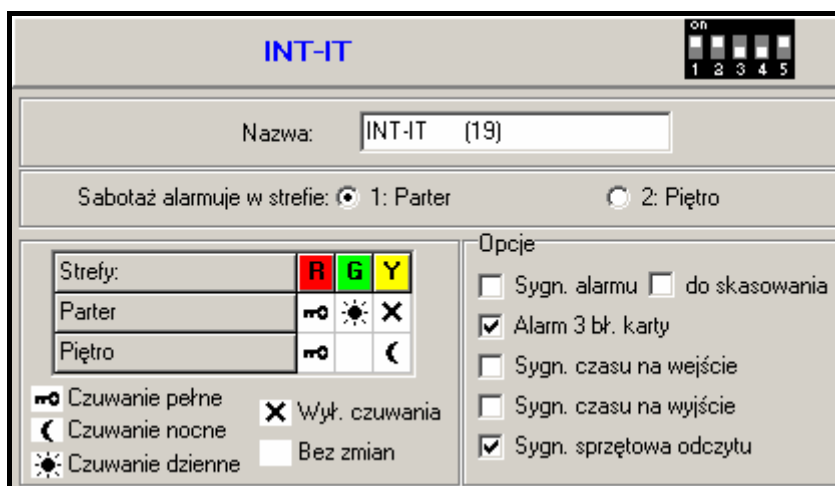 INT-IT
on
1 2 3 4 5
Nazwa: INT-IT (19)
Sabotaż alarmuje w strefie: 1: Parter 2: Piętro
Strefy: R G Y
Parter
Piętro
Czuwanie pełne
Czuwanie nocne
Czuwanie dzienne
Wył. czuwania
Bez zmian
Opcje
Sygn. alarmu do skasowania
Alarm 3 bł. karty
Sygn. czasu na wejście
Sygn. czasu na wyjście
Sygn. sprzętowa odczytu